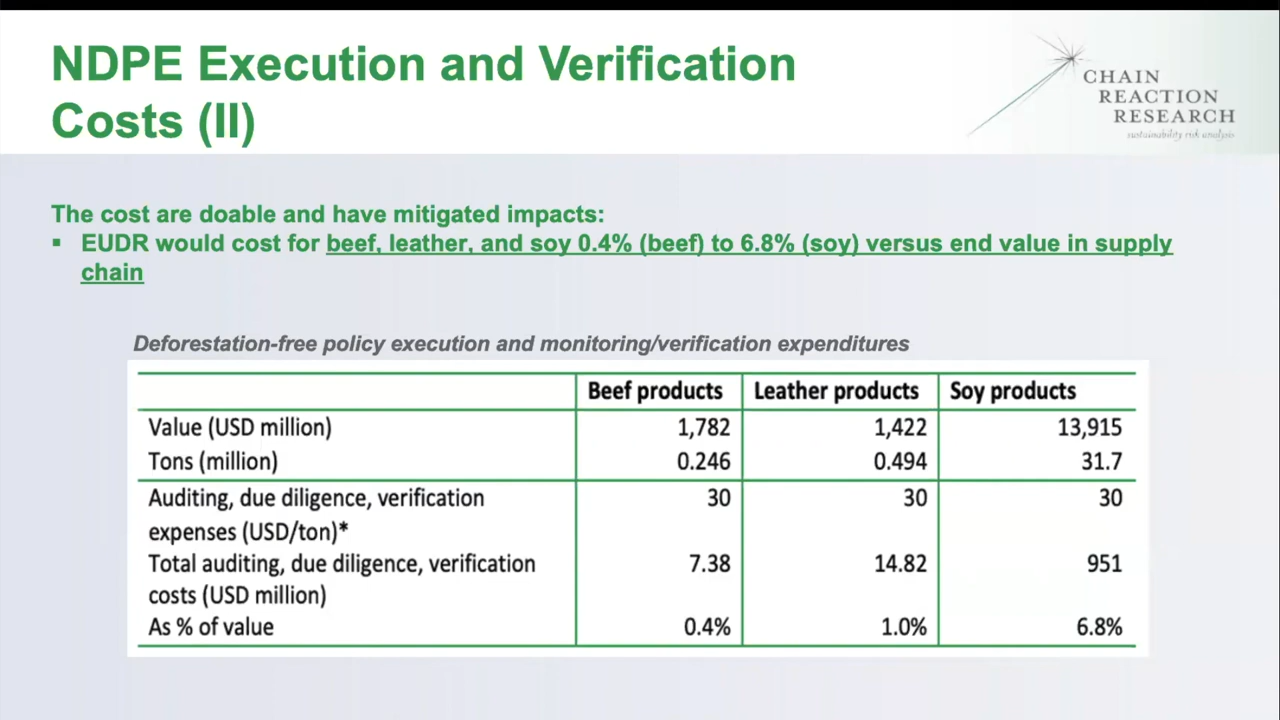 NDPE Execution and Verification
Costs (II)
CHAIN
REACTION
RESEARCH
sustainability risk analysis
The cost are doable and have mitigated impacts:
▪ EUDR would cost for beef, leather, and soy 0.4% (beef) to 6.8% (soy) versus end value in supply
chain
Deforestation-free policy execution and monitoring/verification expenditures
Beef products Leather products Soy products
Value (USD million) 1,782 1,422 13,915
Tons (million) 0.246 0.494 31.7
Auditing, due diligence, verification 30 30 30
expenses (USD/ton)*
Total auditing, due diligence, verification 7.38 14.82 951
costs (USD million)
As % of value 0.4% 1.0% 6.8%